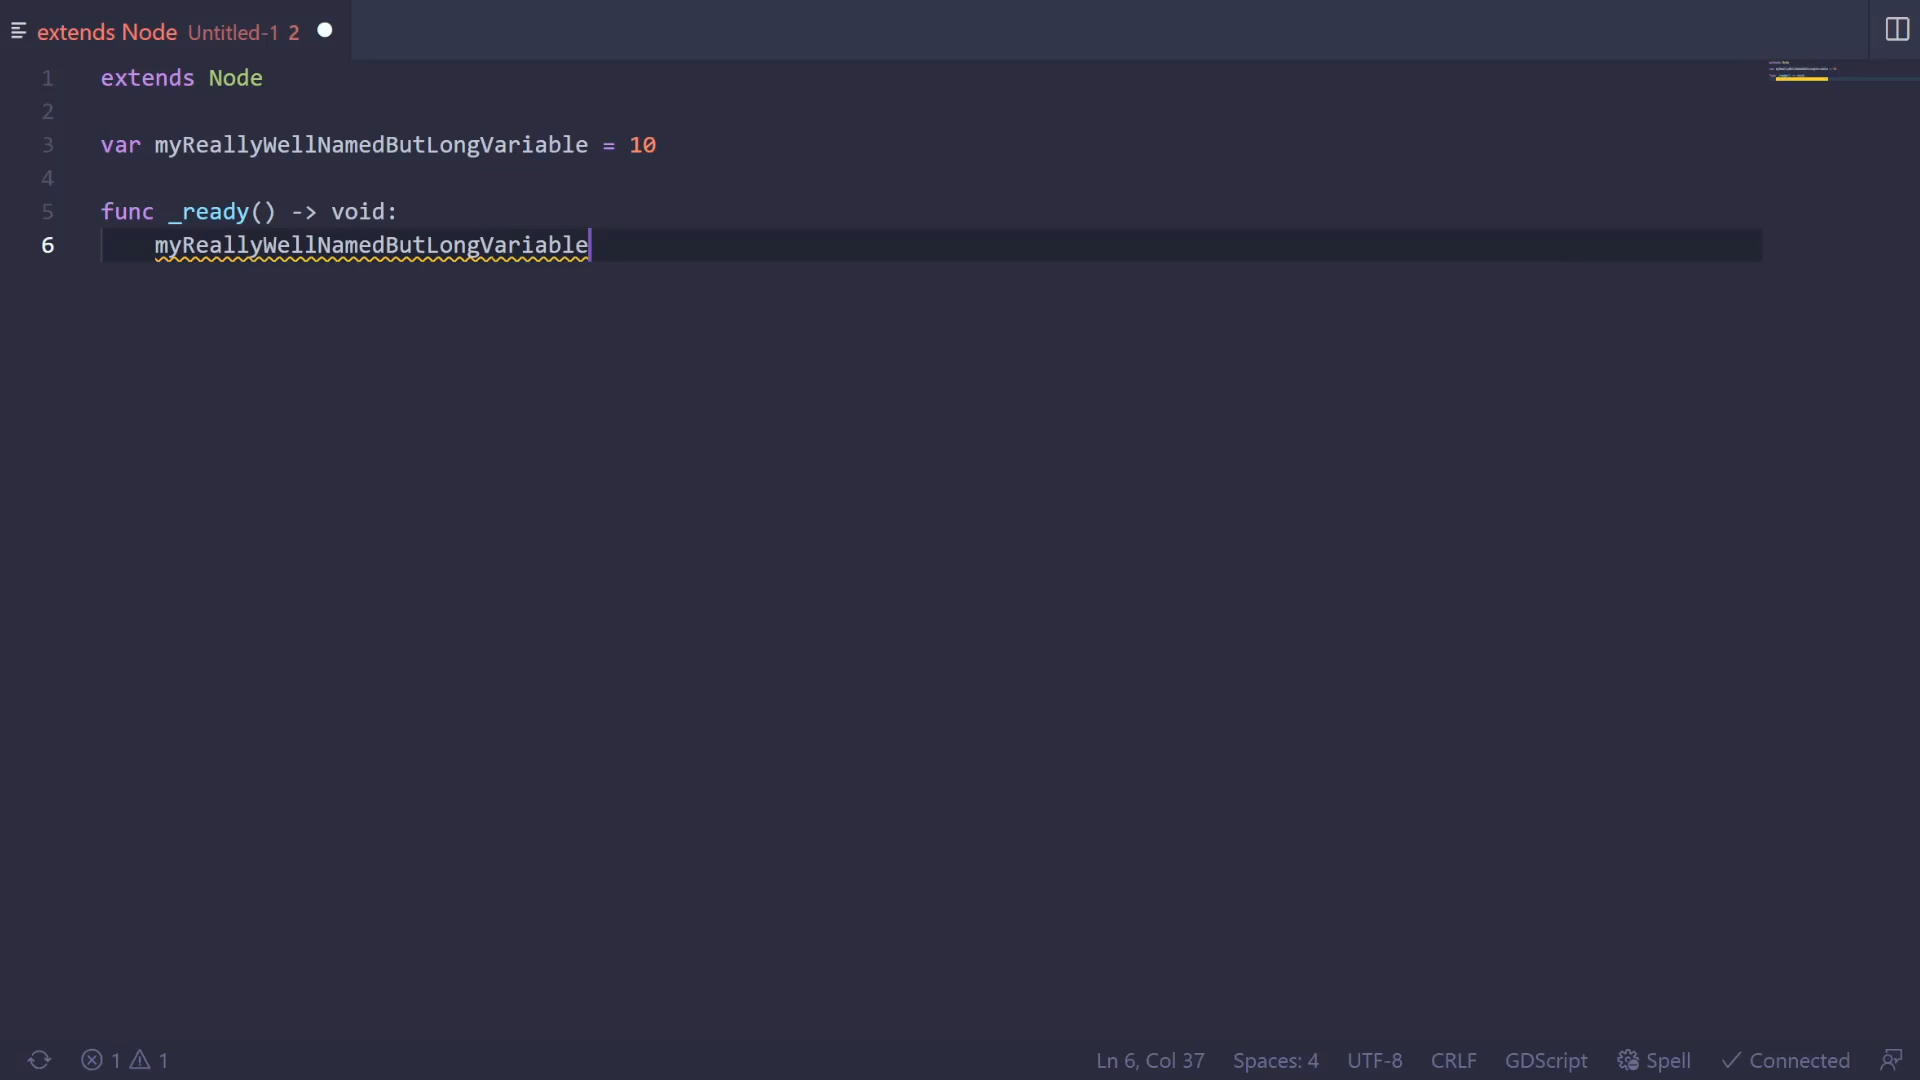 extends Node Untitled-1 2
1 extends Node
2
3 var myReallyWellNamedButLongVariable = 10
4
5 func _ready() -> void:
6 myReallyWellNamedButLongVariable
1 1 Ln 6, Col 37 Spaces: 4 UTF-8 CRLF GDScript Spell Connected